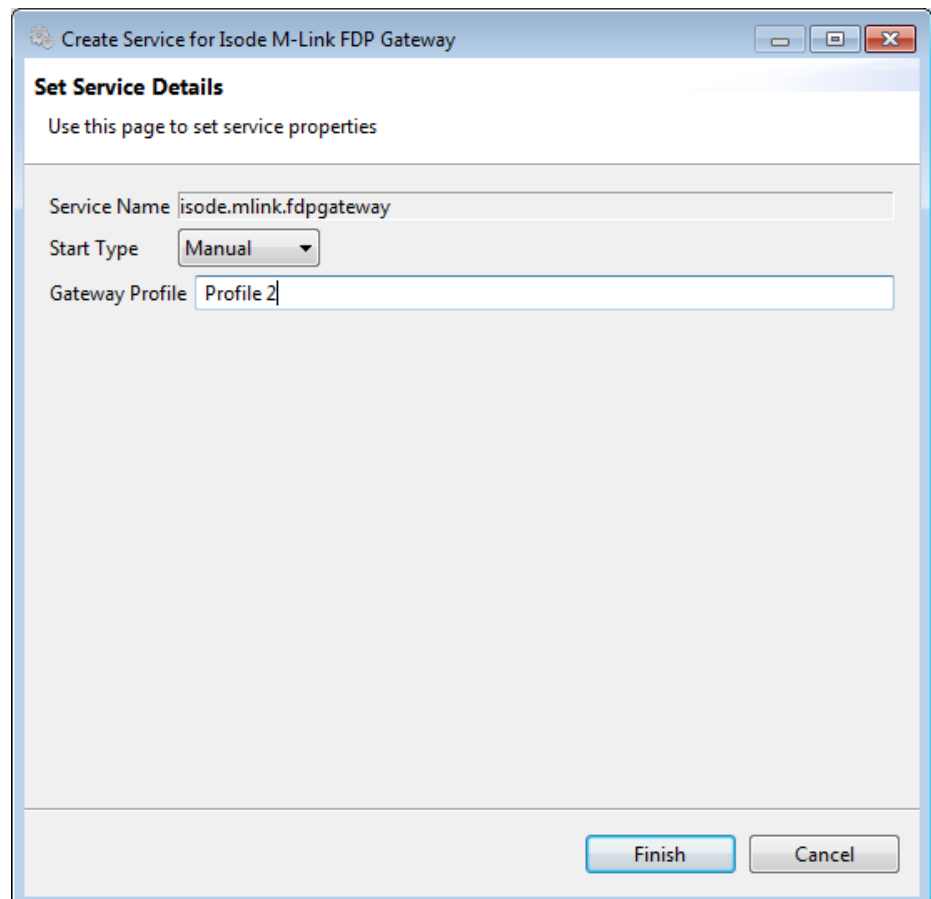 Create Service for Isode M-Link FDP Gateway
Set Service Details
Use this page to set service properties
Service Name isode.mlink.fdpgateway
Start Type Manual
Gateway Profile Profile 2
Finish Cancel